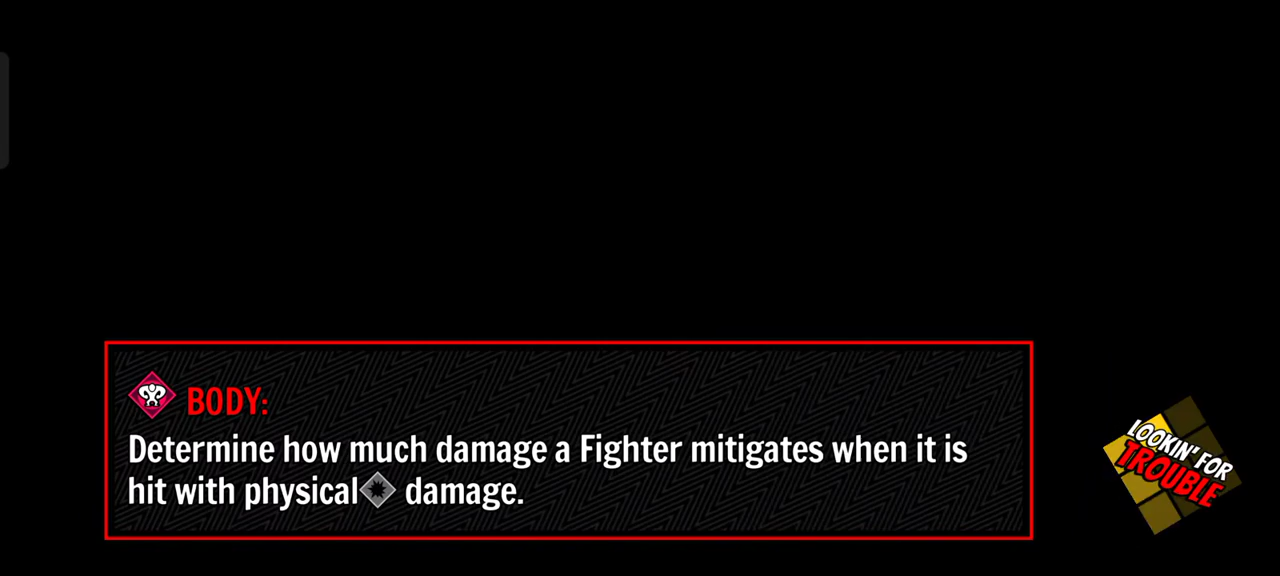 BODY:
Determine how much damage a Fighter mitigates when it is
hit with physical damage.
LOOKIN' FOR
TROUBLE